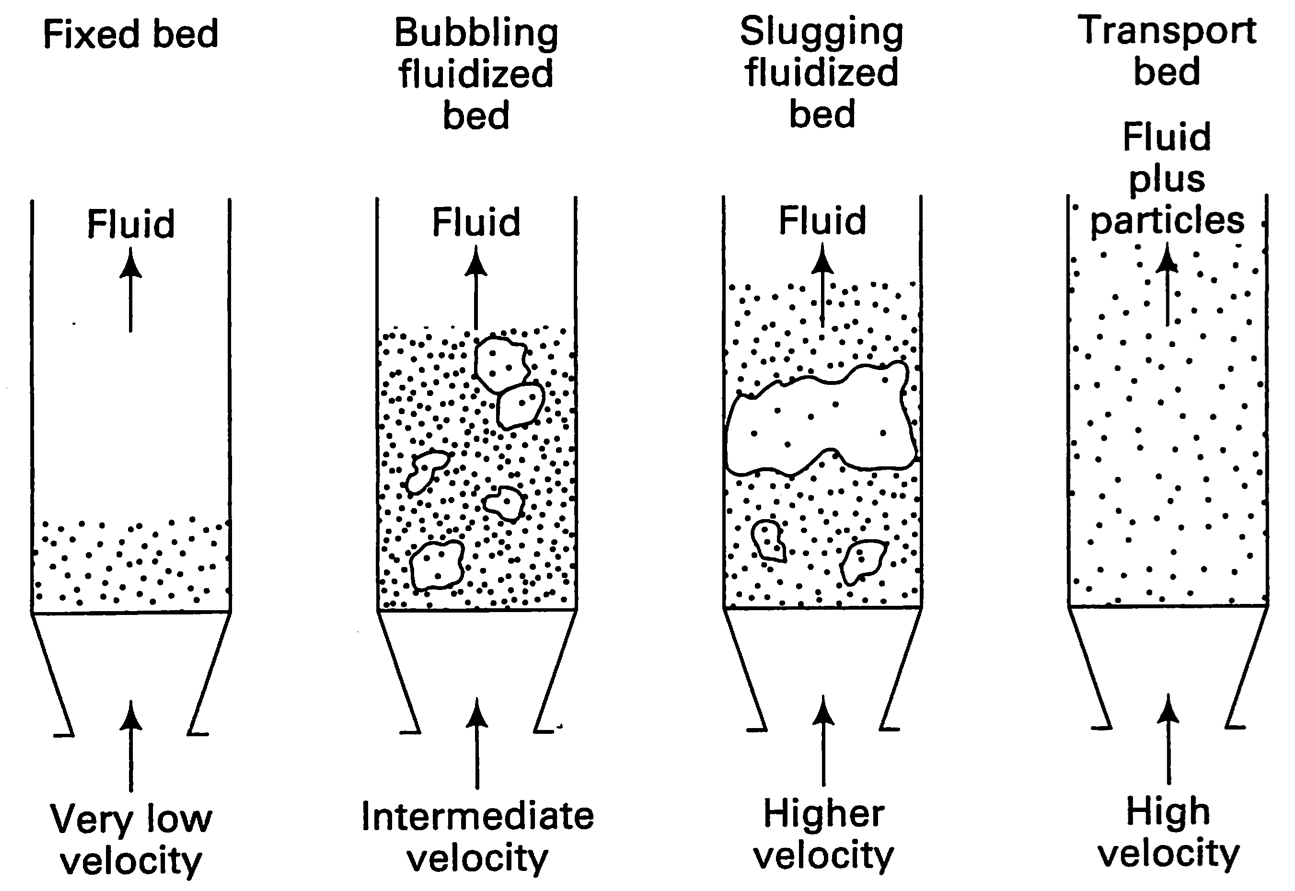 Fixed bed
Bubbling
fluidized
bed
Slugging
fluidized
bed
Transport
bed
Fluid
Fluid
Fluid
Fluid
plus
particles
Very low
velocity
Intermediate
velocity
Higher
velocity
High
velocity